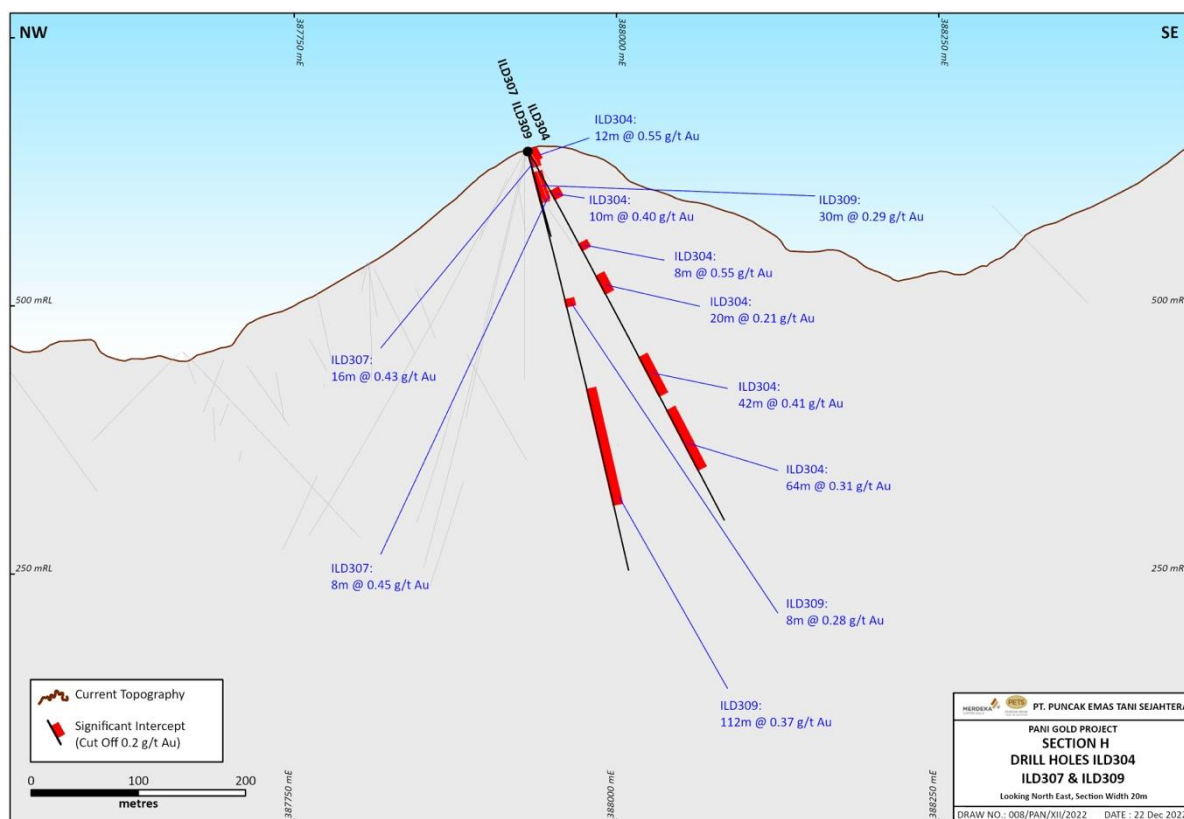 NW
SE
387750 mE
388000 mE
388250 mE
ILD307
ILD309
ILD304
ILD304:
12m @ 0.55 g/t Au
ILD304:
10m @ 0.40 g/t Au
ILD309:
30m @ 0.29 g/t Au
ILD304:
8m @ 0.55 g/t Au
500 mRL
500 mRL
ILD304:
20m @ 0.21 g/t Au
ILD307:
16m @ 0.43 g/t Au
ILD304:
42m @ 0.41 g/t Au
ILD304:
64m @ 0.31 g/t Au
ILD307:
8m @ 0.45 g/t Au
250 mRL
250 mRL
ILD309:
8m @ 0.28 g/t Au
ILD309:
112m @ 0.37 g/t Au
Current Topography
Significant Intercept
(Cut Off 0.2 g/t Au)
0 100 200
metres
387750 mE
388000 mE
388250 mE
MERDEKA
PETS
PT. PUNCAK EMAS TANI SEJAHTERA
PANI GOLD PROJECT
SECTION H
DRILL HOLES ILD304
ILD307 & ILD309
Looking North East, Section Width 20m
DRAW NO.: 008/PAN/XII/2022 DATE : 22 Dec 2022